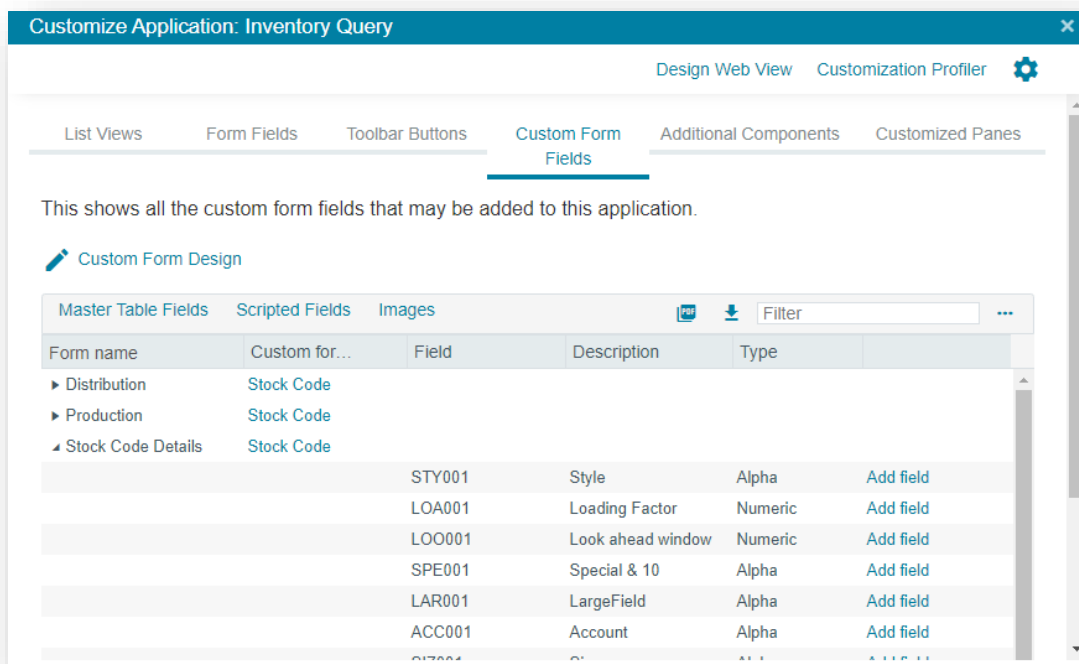 Customize Application: Inventory Query
Design Web View Customization Profiler
List Views Form Fields Toolbar Buttons Custom Form Fields Additional Components Customized Panes
This shows all the custom form fields that may be added to this application.
Custom Form Design
Master Table Fields Scripted Fields Images PDF Filter ...
Form name Custom for... Field Description Type
Distribution Stock Code
Production Stock Code
Stock Code Details Stock Code
STY001 Style Alpha Add field
LOA001 Loading Factor Numeric Add field
LOO001 Look ahead window Numeric Add field
SPE001 Special & 10 Alpha Add field
LAR001 LargeField Alpha Add field
ACC001 Account Alpha Add field